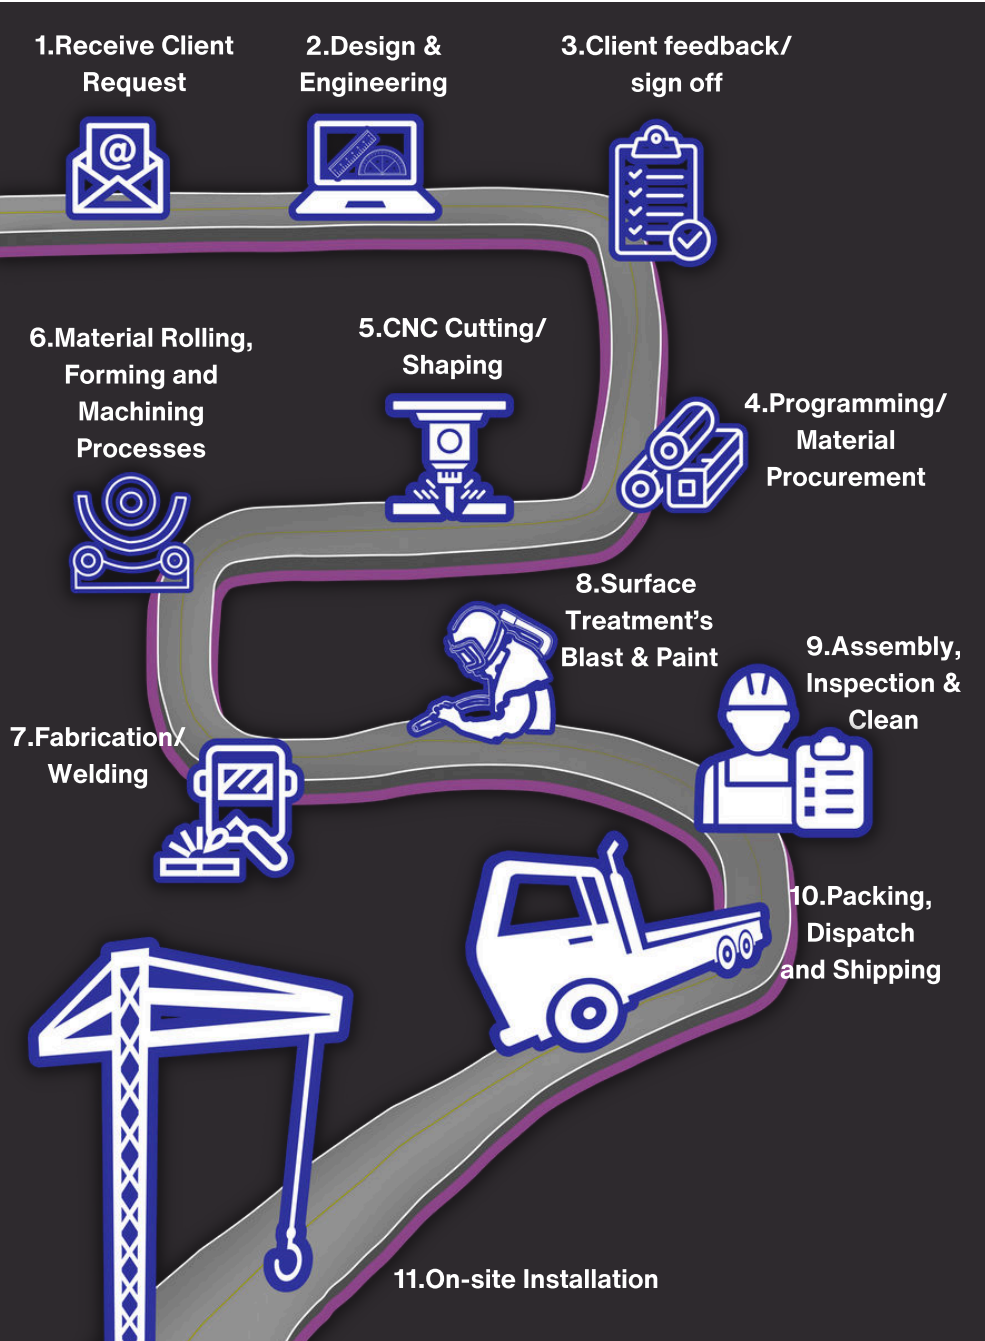 1.Receive Client
Request
2.Design &
Engineering
3.Client feedback/
sign off
@
4.Programming/
Material
Procurement
5.CNC Cutting/
Shaping
6.Material Rolling,
Forming and
Machining
Processes
7.Fabrication/
Welding
8.Surface
Treatment’s
Blast & Paint
9.Assembly,
Inspection &
Clean
10.Packing,
Dispatch
and Shipping
11.On-site Installation